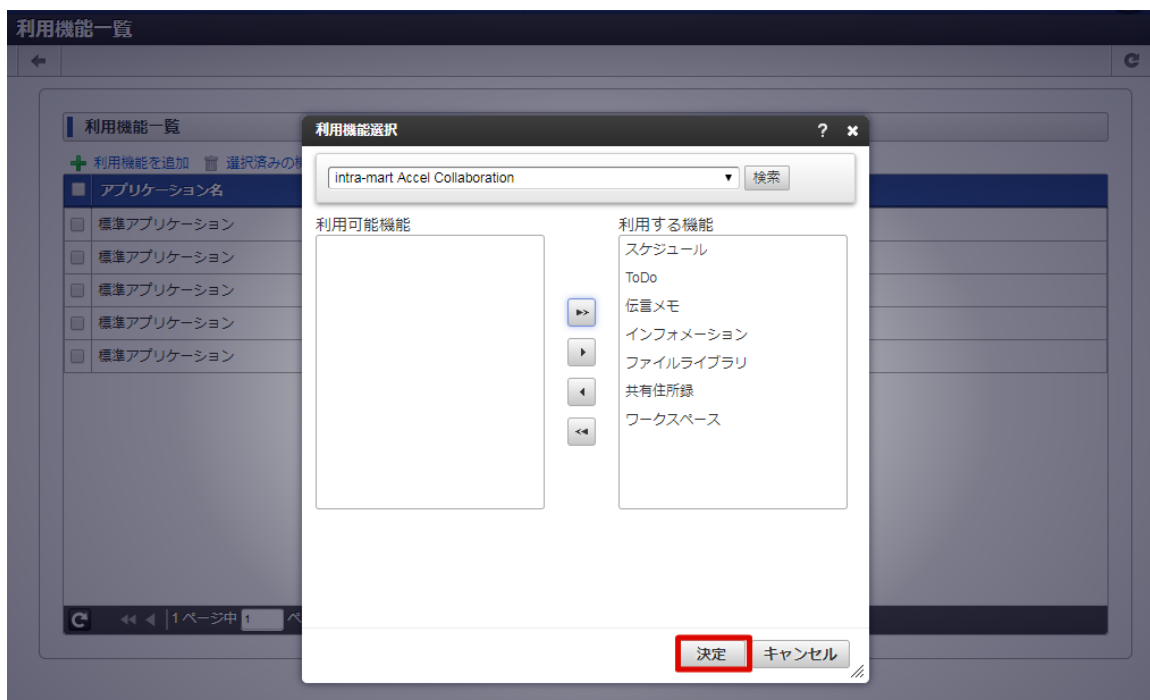 利用機能一覧
利用機能一覧
利用機能を追加 選択済みの
アプリケーション名
標準アプリケーション
標準アプリケーション
標準アプリケーション
標準アプリケーション
標準アプリケーション
1 ページ中 1
利用機能選択 ?
intra-mart Accel Collaboration 検索
利用可能機能
利用する機能
スケジュール
ToDo
伝言メモ
インフォメーション
ファイルライブラリ
共有住所録
ワークスペース
決定 キャンセル